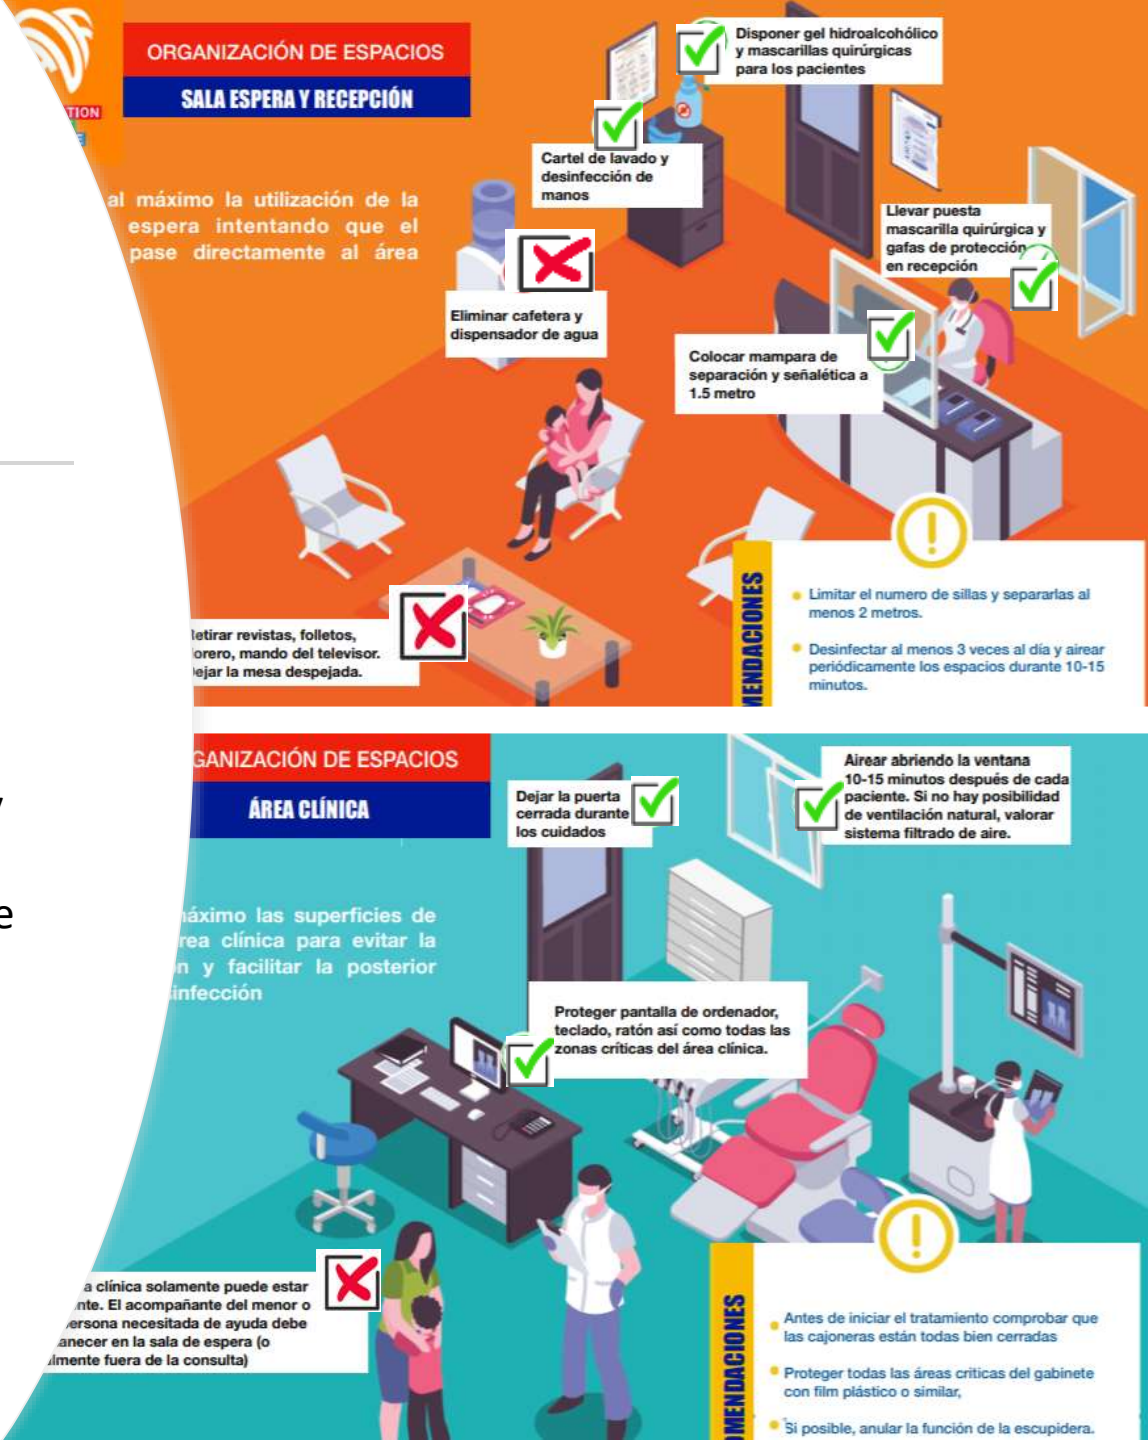 TION
ORGANIZACIÓN DE ESPACIOS
SALA ESPERA Y RECEPCIÓN
al máximo la utilización de la
espera intentando que el
pase directamente al área
Disponer gel hidroalcohólico
y mascarillas quirúrgicas
para los pacientes
Cartel de lavado y
desinfección de
manos
Llevar puesta
mascarilla quirúrgica y
gafas de protección
en recepción
Eliminar cafetera y
dispensador de agua
Colocar mampara de
separación y señalética a
1.5 metro
etirar revistas, folletos,
orero, mando del televisor.
ejar la mesa despejada.
MENDACIONES
Limitar el numero de sillas y separarlas al
menos 2 metros.
Desinfectar al menos 3 veces al día y airear
periódicamente los espacios durante 10-15
minutos.
y
e
GANIZACIÓN DE ESPACIOS
ÁREA CLÍNICA
áximo las superficies de
rea clínica para evitar la
n y facilitar la posterior
infección
Dejar la puerta
cerrada durante
los cuidados
Airear abriendo la ventana
10-15 minutos después de cada
paciente. Si no hay posibilidad
de ventilación natural, valorar
sistema filtrado de aire.
Proteger pantalla de ordenador,
teclado, ratón así como todas las
zonas críticas del área clínica.
a clínica solamente puede estar
nte. El acompañante del menor o
ersona necesitada de ayuda debe
anecer en la sala de espera (o
lmente fuera de la consulta)
OMENDACIONES
Antes de iniciar el tratamiento comprobar que
las cajoneras están todas bien cerradas
Proteger todas las áreas criticas del gabinete
con film plástico o similar,
Si posible, anular la función de la escupidera.